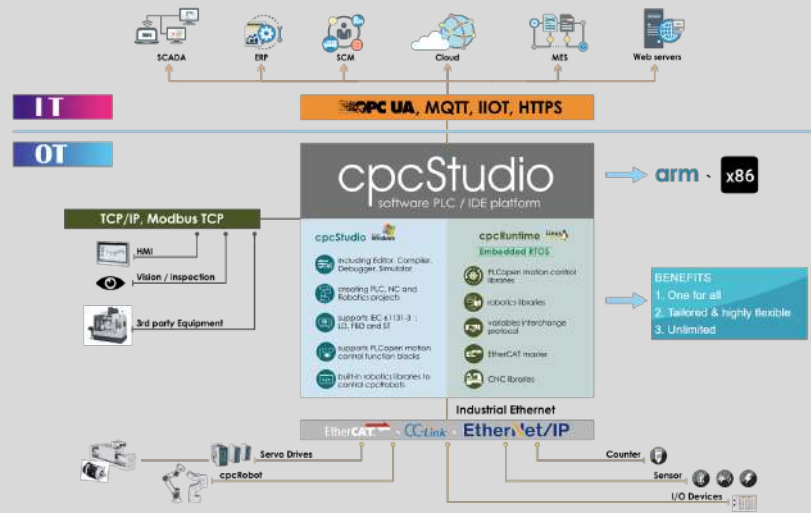 SCADA
ERP
SCM
Cloud
MES
Web servers
IT
OPC UA, MQTT, IIOT, HTTPS
OT
cpcStudio
software PLC / IDE platform
arm
x86
TCP/IP, Modbus TCP
HMI
Vision / inspection
3rd party Equipment
cpcStudio
Windows
including Editor, Compiler,
Debugger, Simulator
creating PLC, NC and
Robotics projects
supports IEC 61131-3 :
LD, FBD and ST
supports PLCopen motion
control function blocks
built-in robotics libraries to
control cpcRobots
cpcRuntime
Linux
Embedded RTOS
PLCopen motion control
libraries
robotics libraries
variables interchange
protocol
EtherCAT master
CNC libraries
BENEFITS
1. One for all
2. Tailored & highly flexible
3. Unlimited
Industrial Ethernet
EtherCAT · CC-Link · EtherNet/IP
Servo Drives
cpcRobot
Counter
Sensor
I/O Devices